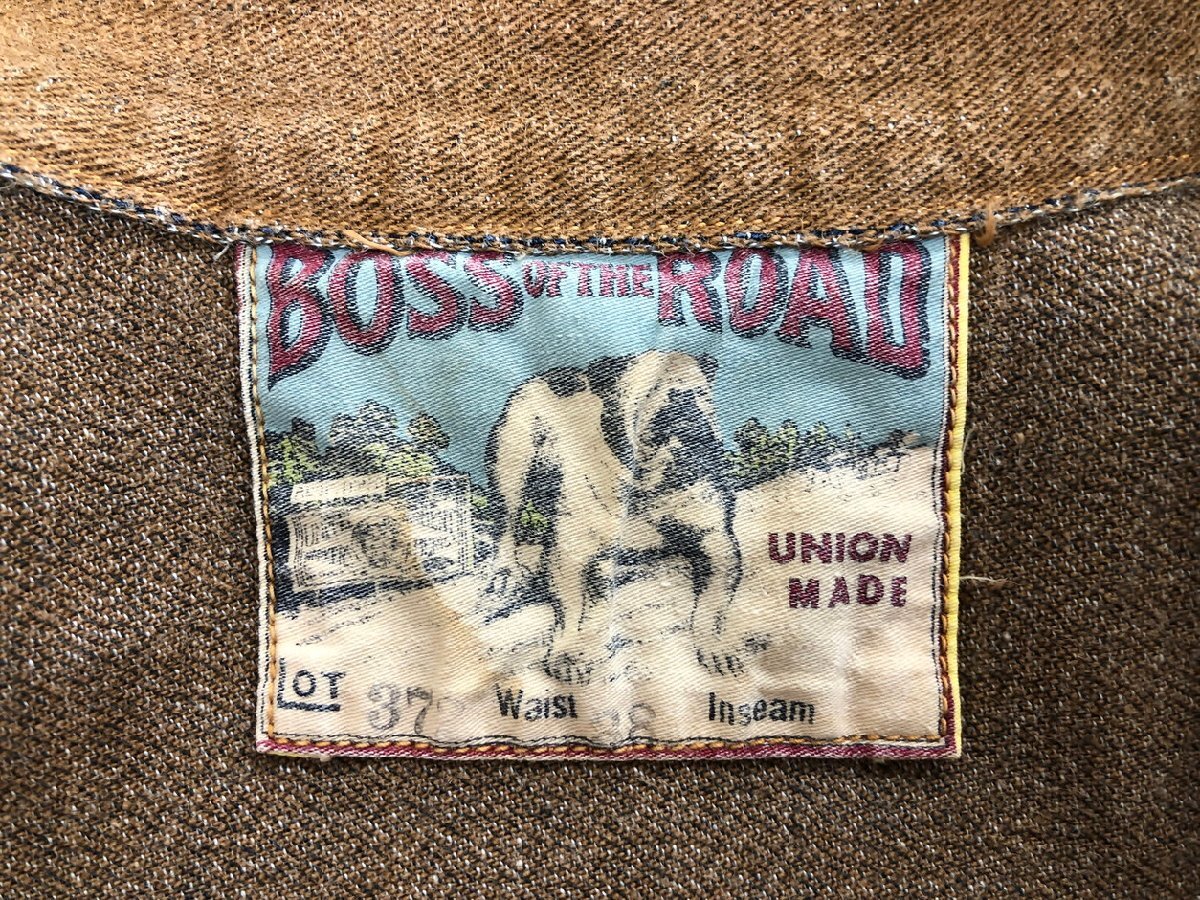 BOSS OF THE ROAD
UNION
MADE
LOT Waist Inseam